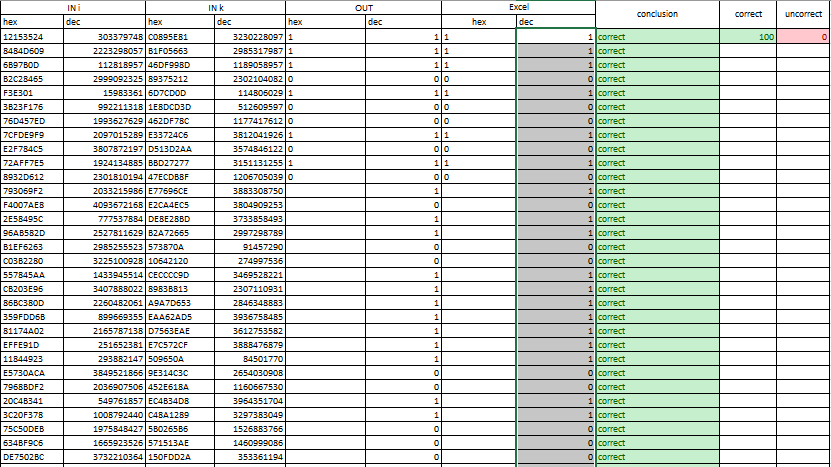 IN i IN k OUT Excel conclusion correct uncorrect
hex dec hex dec hex dec hex dec
12153524 303379748 C0895E81 3230228097 1 1 1 1 correct 100 0
8484D609 2223298057 B1F05663 2985317987 1 1 1 1 correct
6B97B0D 112818957 46DF998D 1189058957 1 1 1 1 correct
B2C28465 2999092325 89375212 2302104082 0 0 0 0 correct
F3E301 15983361 6D7CD0D 114806029 1 1 1 1 correct
3B23F176 992211318 1E8DCD3D 512609597 0 0 0 0 correct
76D457ED 1993627629 462DF78C 1177417612 0 0 0 0 correct
7CFDE9F9 2097015289 E33724C6 3812041926 1 1 1 1 correct
E2F784C5 3807872197 D513D2AA 3574846122 0 0 0 0 correct
72AFF7E5 1924134885 BBD27277 3151131255 1 1 1 1 correct
8932D612 2301810194 47ECDB8F 1206705039 0 0 0 0 correct
793069F2 2033215986 E77696CE 3883308750 1 1 correct
F4007AE8 4093672168 E2CA4EC5 3804909253 0 0 correct
2E58495C 777537884 DE8E28BD 3733858493 1 1 correct
96AB582D 2527811629 B2A72665 2997298789 1 1 correct
B1EF6263 2985255523 573870A 91457290 0 0 correct
C03B2280 3225100928 10642120 274997536 0 0 correct
557845AA 1433945514 CECCCC9D 3469528221 1 1 correct
CB203E96 3407888022 8983B813 2307110931 1 1 correct
86BC380D 2260482061 A9A7D653 2846348883 1 1 correct
359FDD6B 899669355 EAA62AD5 3936758485 1 1 correct
81174A02 2165787138 D7563EAE 3612753582 1 1 correct
EFFE91D 251652381 E7C572CF 3888476879 1 1 correct
11844923 293882147 509650A 84501770 1 1 correct
E5730ACA 3849521866 9E314C3C 2654030908 0 0 correct
7968BDF2 2036907506 452E618A 1160667530 0 0 correct
20C4B341 549761857 EC4B34D8 3964351704 1 1 correct
3C20F378 1008792440 C48A1289 3297383049 1 1 correct
75C50DEB 1975848427 5B0265B6 1526883766 0 0 correct
634BF9C6 1665923526 571513AE 1460999086 0 0 correct
DE7502BC 3732210364 150FDD2A 353361194 0 0 correct